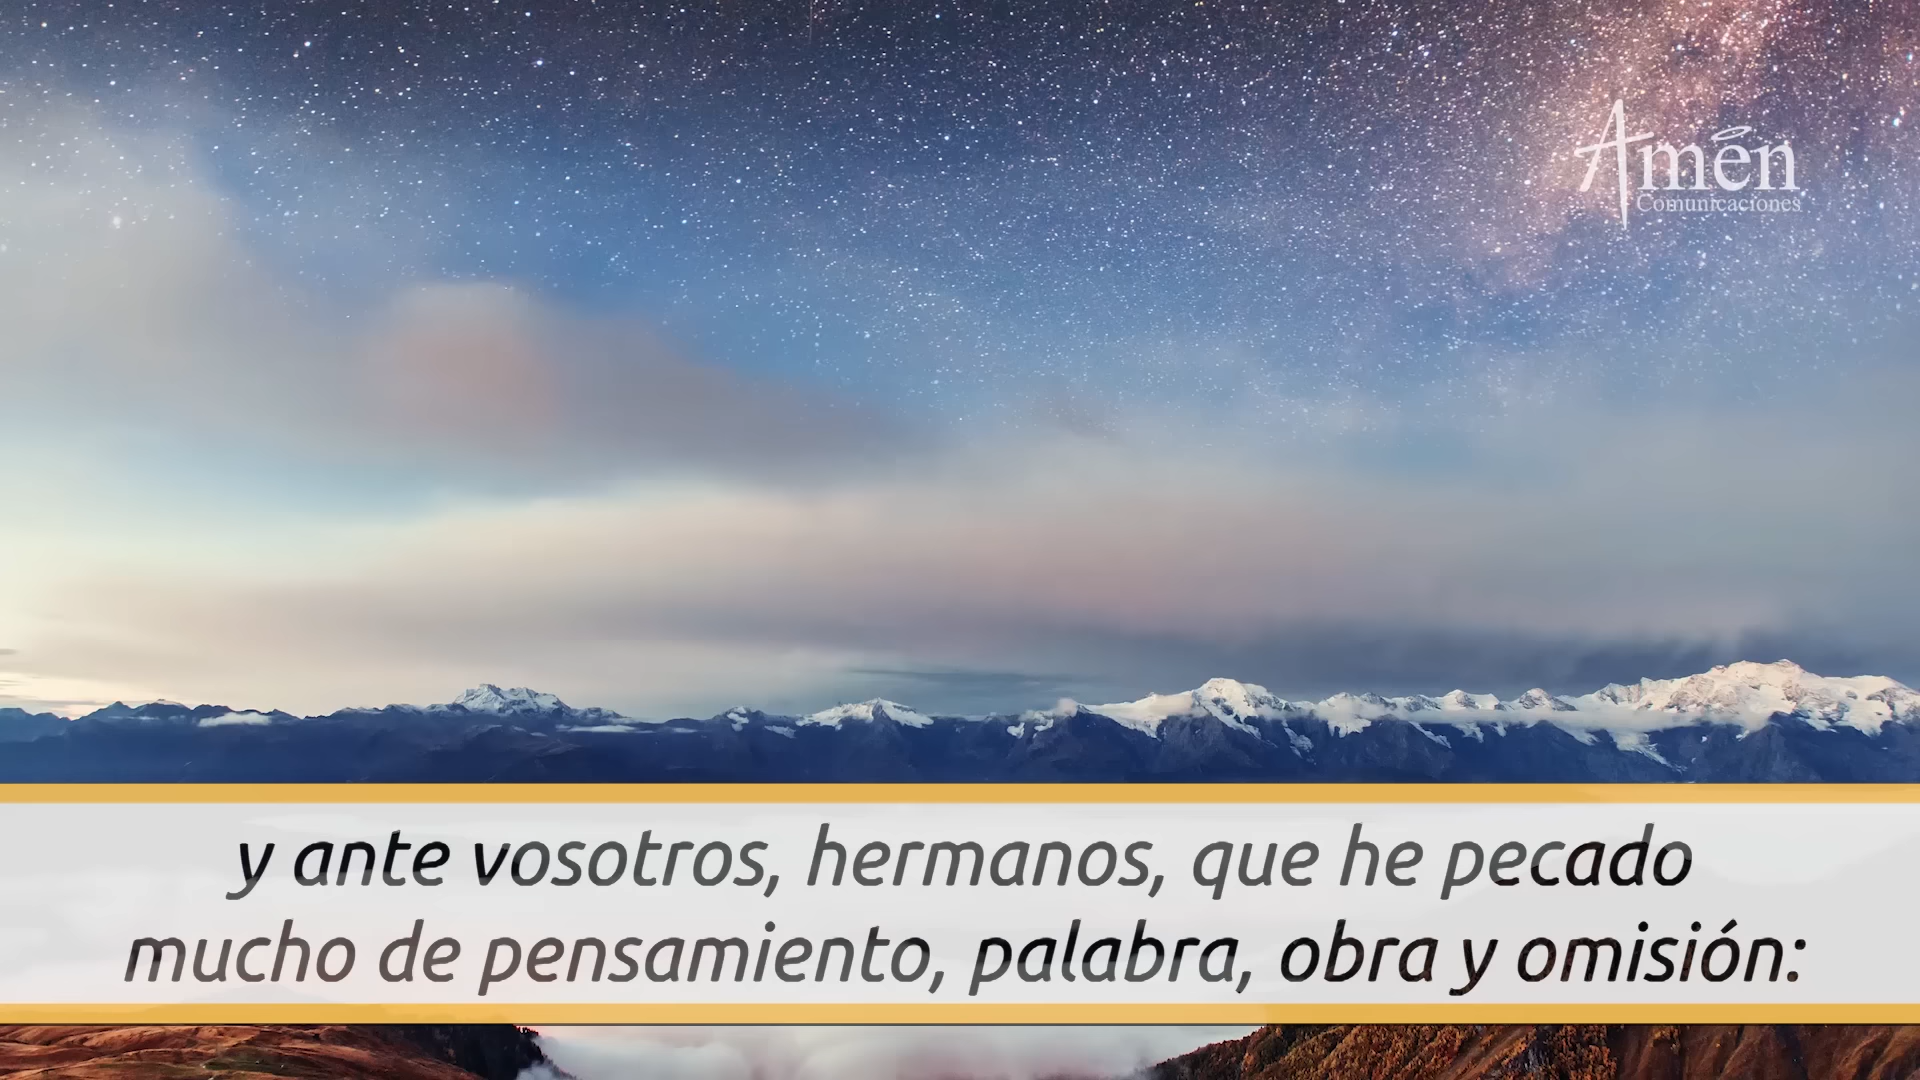 Amén
Comunicaciones
y ante vosotros, hermanos, que he pecado
mucho de pensamiento, palabra, obra y omisión: